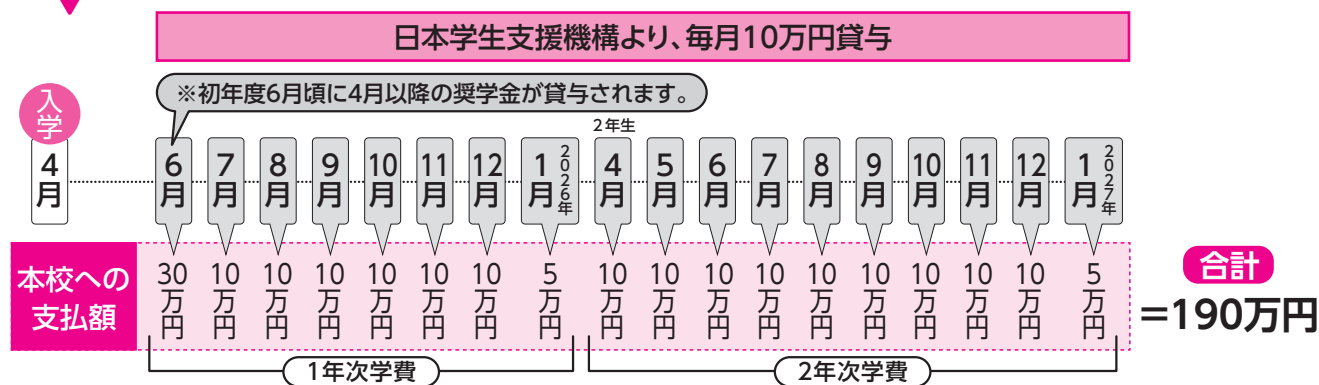 日本学生支援機構より、毎月10万円貸与
※初年度6月頃に4月以降の奨学金が貸与されます。
入学
2年生
4月
6月
7月
8月
9月
10月
11月
12月
1月
2026年
4月
5月
6月
7月
8月
9月
10月
11月
12月
1月
2027年
本校への
支払額
30万円
10万円
10万円
10万円
10万円
10万円
10万円
5万円
10万円
10万円
10万円
10万円
10万円
10万円
10万円
10万円
10万円
5万円
合計
=190万円
1年次学費
2年次学費